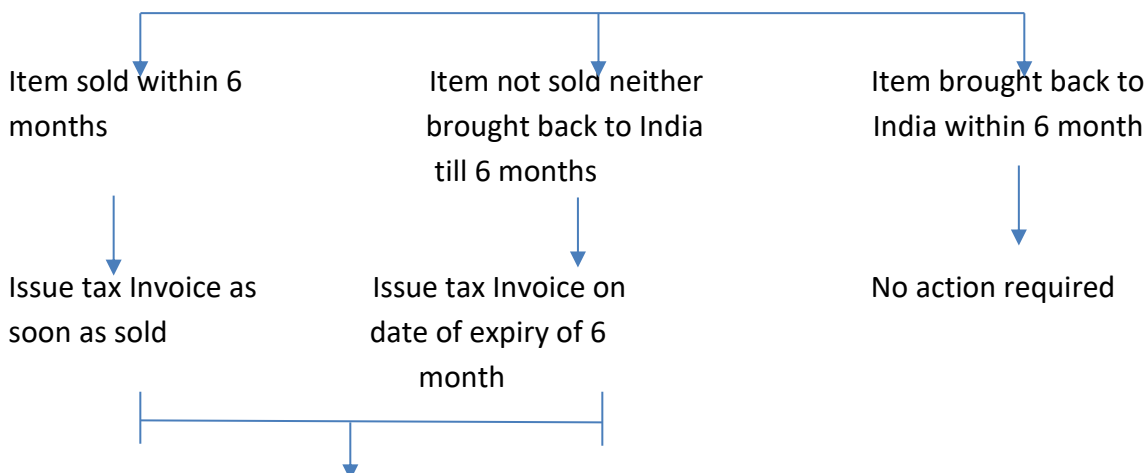 Item sold within 6
months
Item not sold neither
brought back to India
till 6 months
Item brought back to
India within 6 month
Issue tax Invoice as
soon as sold
Issue tax Invoice on
date of expiry of 6
month
No action required